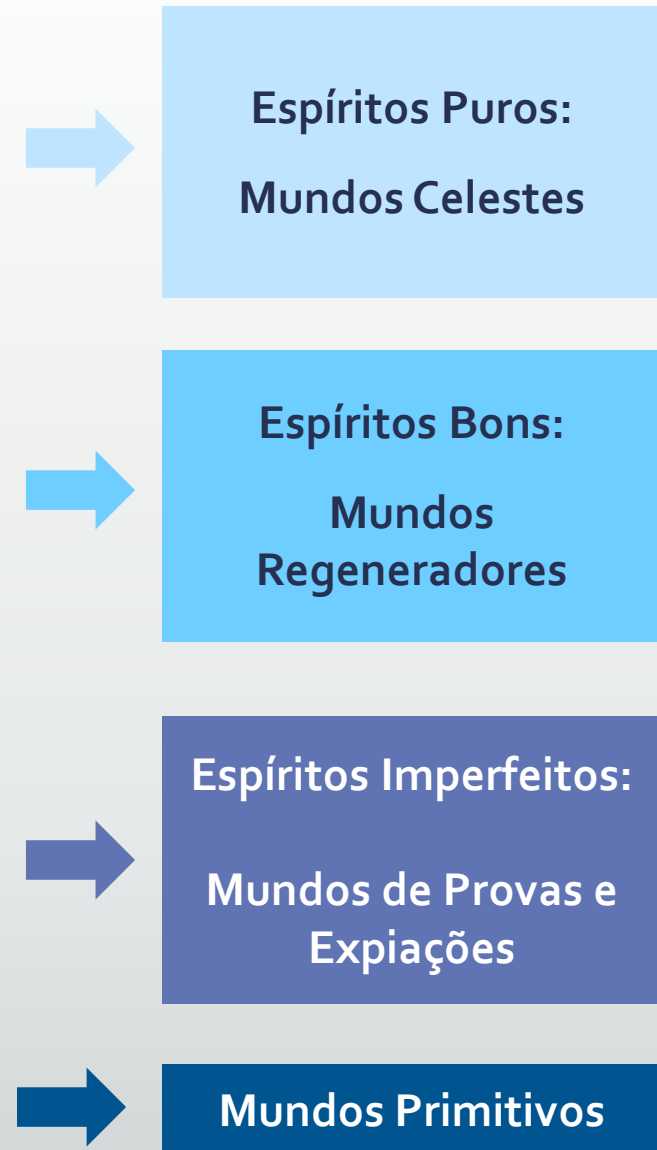 Espíritos Puros:
Mundos Celestes
Espíritos Bons:
Mundos
Regeneradores
Espíritos Imperfeitos:
Mundos de Provas e
Expiações
Mundos Primitivos